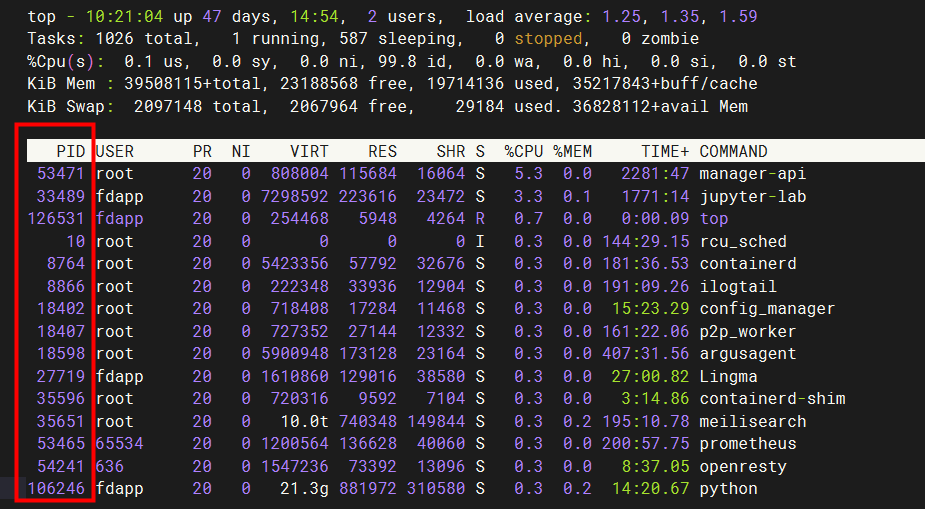 top - 10:21:04 up 47 days, 14:54,  2 users,  load average: 1.25, 1.35, 1.59
Tasks: 1026 total,   1 running, 587 sleeping,   0 stopped,   0 zombie
%Cpu(s):  0.1 us,  0.0 sy,  0.0 ni, 99.8 id,  0.0 wa,  0.0 hi,  0.0 si,  0.0 st
KiB Mem : 39508115+total, 23188568 free, 19714136 used, 35217843+buff/cache
KiB Swap:  2097148 total,  2067964 free,    29184 used. 36828112+avail Mem
PID USER      PR  NI    VIRT    RES    SHR S  %CPU %MEM     TIME+ COMMAND
53471 root      20   0  808004 115684  16064 S   5.3  0.0   2281:47 manager-api
33489 fdapp     20   0 7298592 223616  23472 S   3.3  0.1   1771:14 jupyter-lab
126531 fdapp     20   0  254468   5948   4264 R   0.7  0.0   0:00.09 top
10 root      20   0       0      0      0 I   0.3  0.0 144:29.15 rcu_sched
8764 root      20   0 5423356  57792  32676 S   0.3  0.0 181:36.53 containerd
8866 root      20   0  222348  33936  12904 S   0.3  0.0 191:09.26 ilogtail
18402 root      20   0  718408  17284  11468 S   0.3  0.0  15:23.29 config_manager
18407 root      20   0  727352  27144  12332 S   0.3  0.0 161:22.06 p2p_worker
18598 root      20   0 5900948 173128  23164 S   0.3  0.0 407:31.56 argusagent
27719 fdapp     20   0 1610860 129016  38580 S   0.3  0.0  27:00.82 Lingma
35596 root      20   0  720316   9592   7104 S   0.3  0.0   3:14.86 containerd-shim
35651 root      20   0   10.0t 740348 149844 S   0.3  0.2 195:10.78 meilisearch
53465 65534     20   0 1200564 136628  40060 S   0.3  0.0 200:57.75 prometheus
54241 636       20   0 1547236  73392  13096 S   0.3  0.0   8:37.05 openresty
106246 fdapp     20   0   21.3g 881972 310580 S   0.3  0.2  14:20.67 python